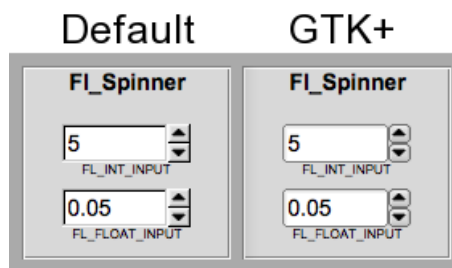 Default GTK+
Fl_Spinner Fl_Spinner
5 5
FL_INT_INPUT FL_INT_INPUT
0.05 0.05
FL_FLOAT_INPUT FL_FLOAT_INPUT